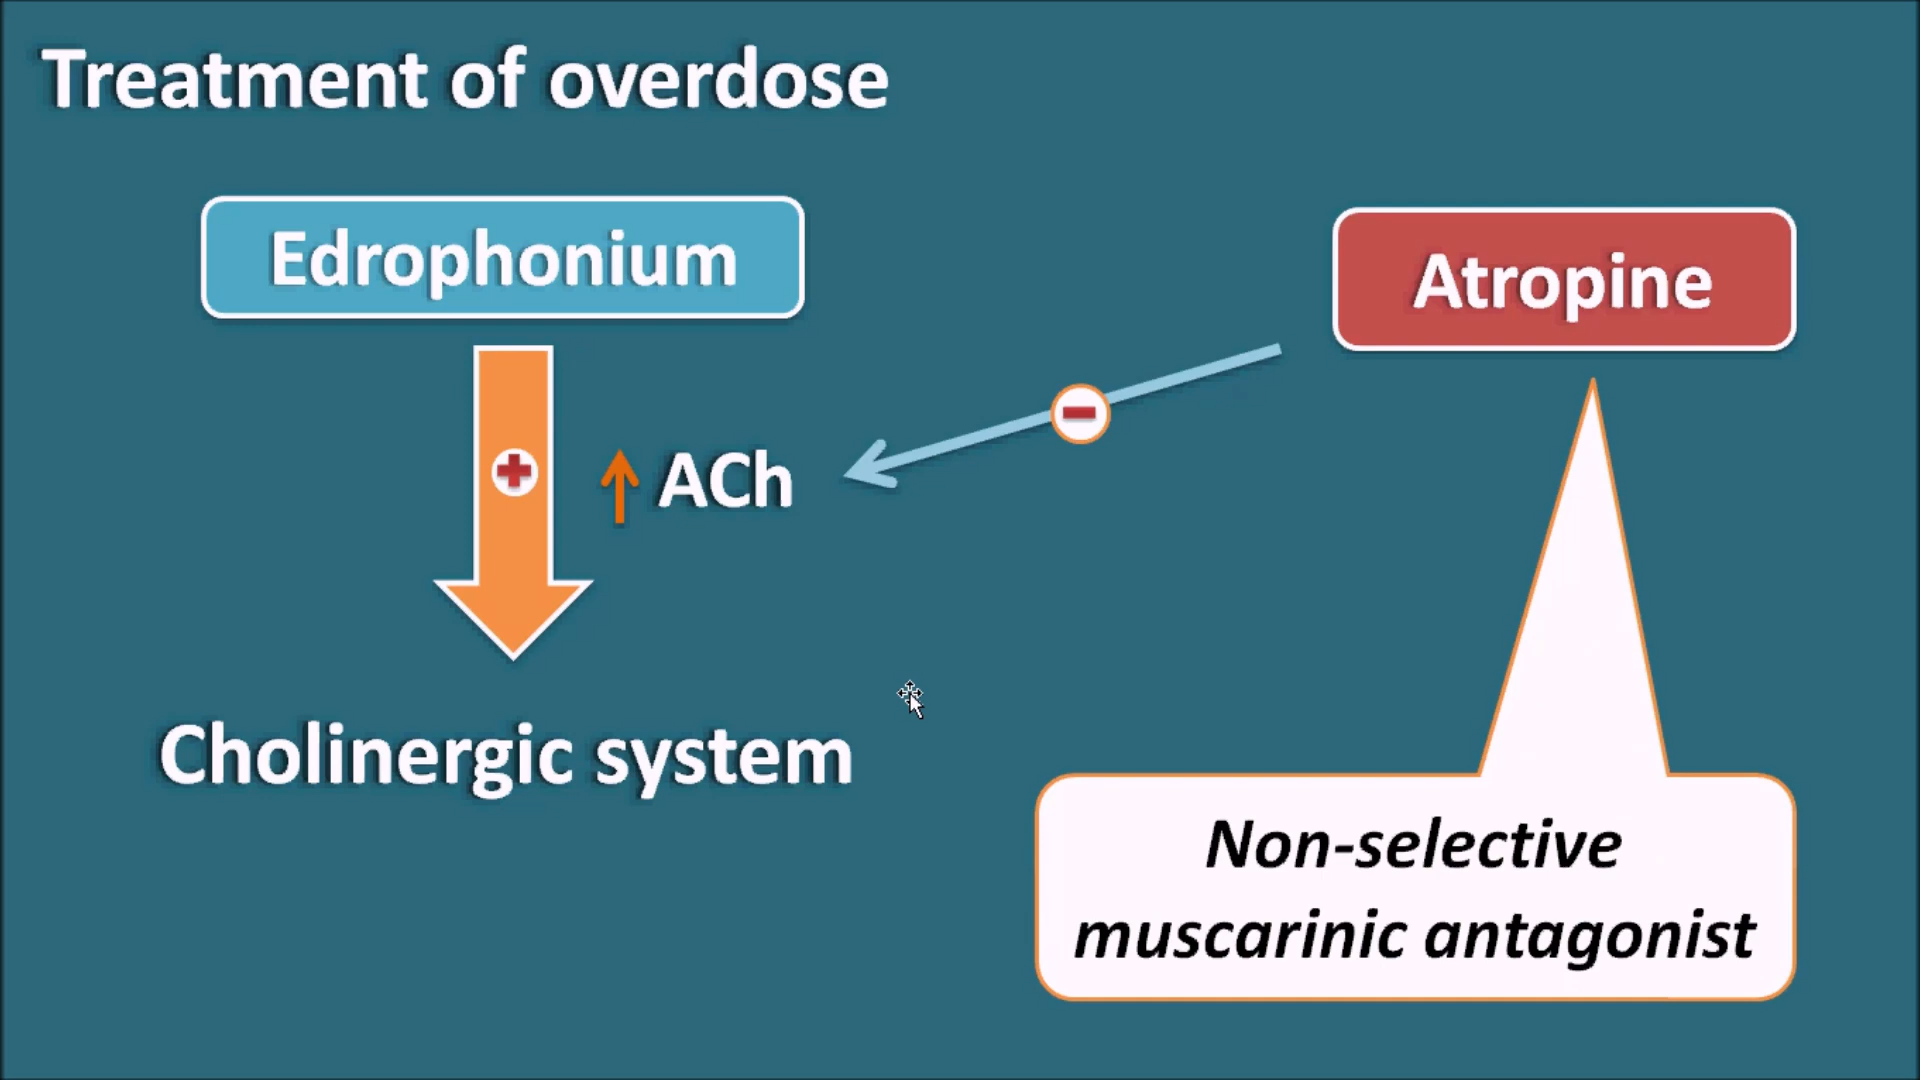 Treatment of overdose
Edrophonium
Atropine
ACh
Cholinergic system
Non-selective
muscarinic antagonist